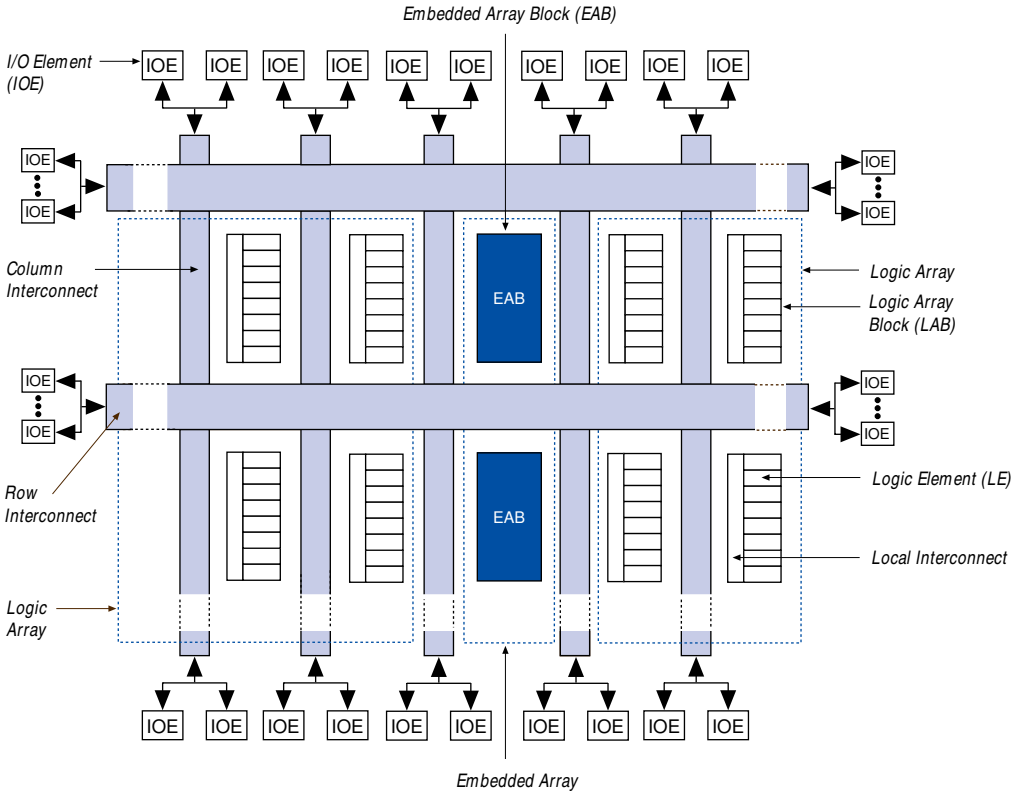 Embedded Array Block (EAB)
I/O Element
(IOE)
IOE IOE IOE IOE IOE IOE IOE IOE IOE IOE
IOE
IOE
IOE
IOE
Column
Interconnect
EAB
Logic Array
Logic Array
Block (LAB)
IOE
IOE
IOE
IOE
Row
Interconnect
EAB
Logic Element (LE)
Local Interconnect
Logic
Array
IOE IOE IOE IOE IOE IOE IOE IOE IOE IOE
Embedded Array